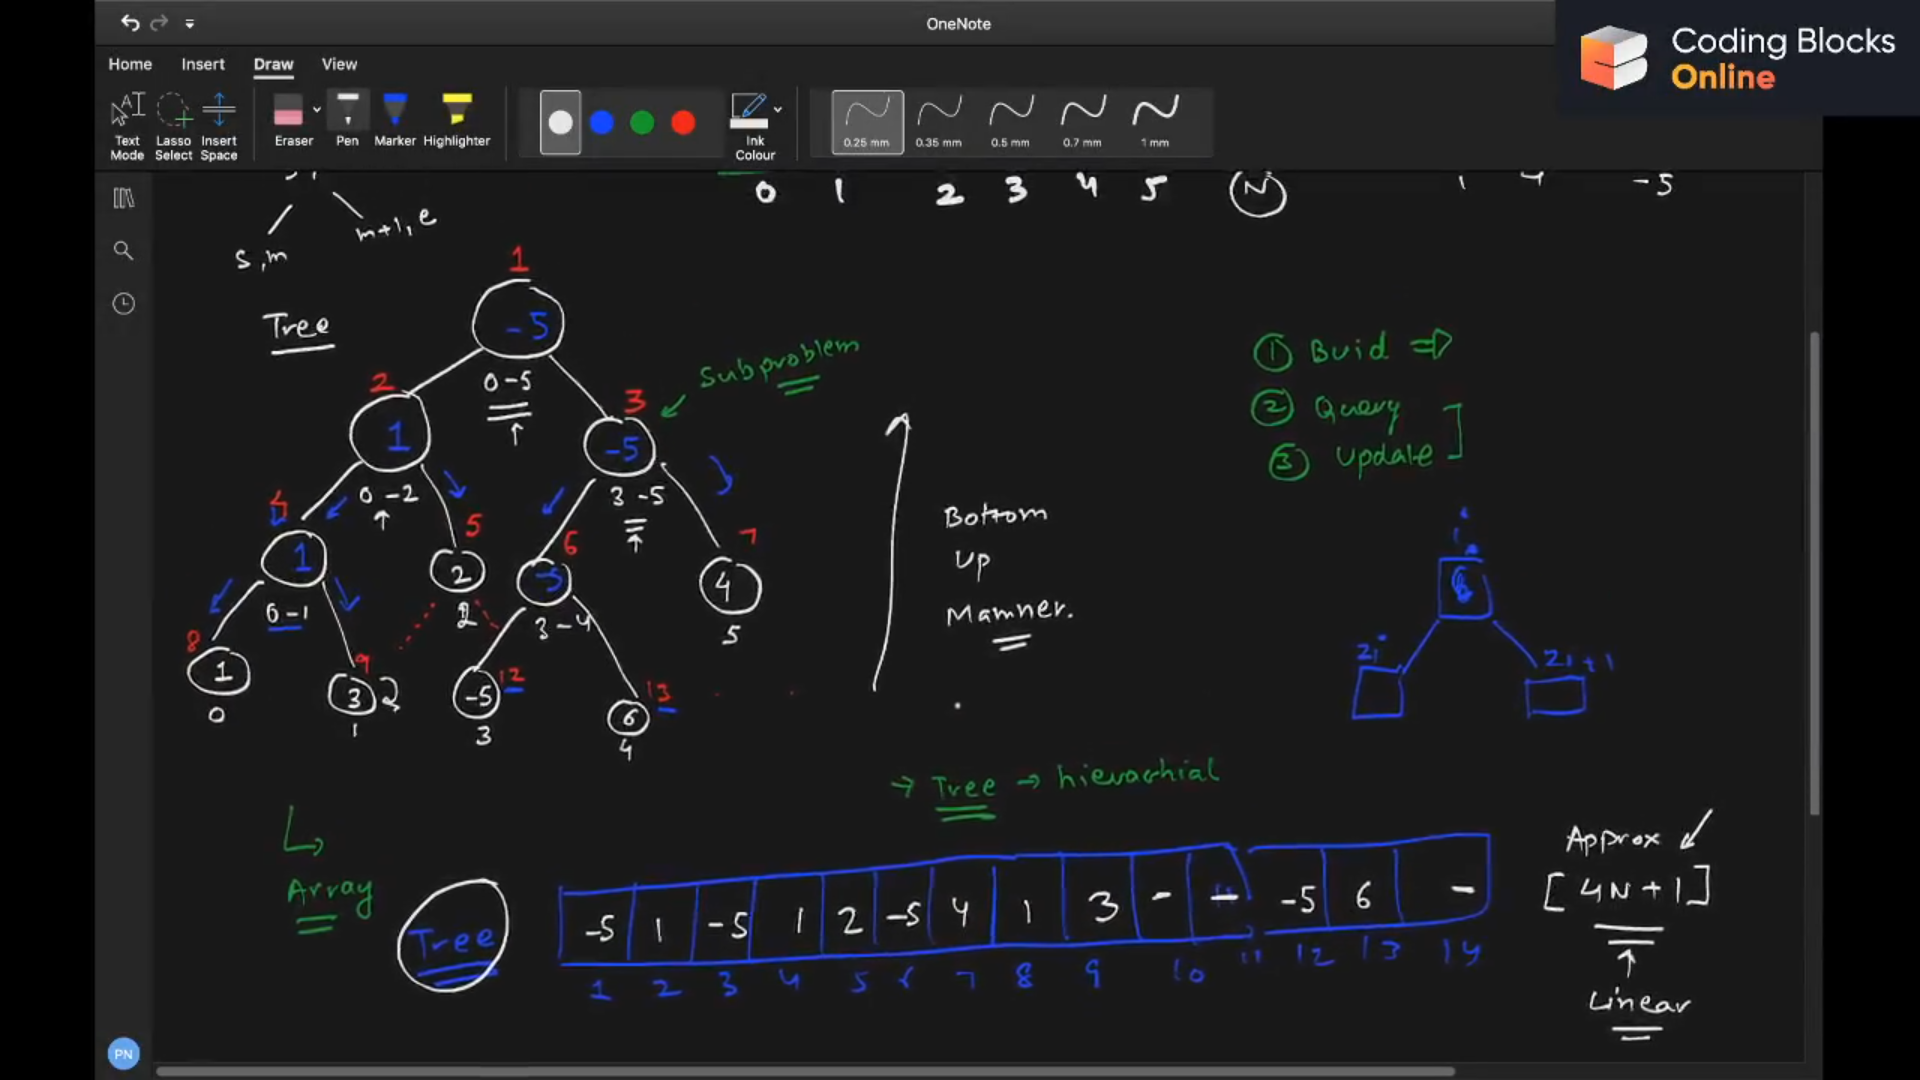 OneNote
Coding Blocks
Online
Home Insert Draw View
Text Mode
Lasso Select
Insert Space
Eraser
Pen
Marker
Highlighter
Ink Colour
0.25 mm
0.35 mm
0.5 mm
0.7 mm
1 mm
0 1 2 3 4 5 N
1 4 -5
m+1, e
s, m
1
Tree
-5
0-5
Subproblem
① Buid ⇒
② Query
③ Update
2
1
3
-5
0-2
3-5
4
1
5
2
6
-5
7
4
0-1
2
3-4
5
8
1
9
3 2
-5 12
6 13
0
1
3
4
Bottom
Up
Manner.
i
2i
2i+1
→ Tree → hierachial
Array
Tree
-5 1 -5 1 2 -5 4 1 3 - - -5 6 -
1 2 3 4 5 6 7 8 9 10 11 12 13 14
Approx
[4N+1]
Linear
PN